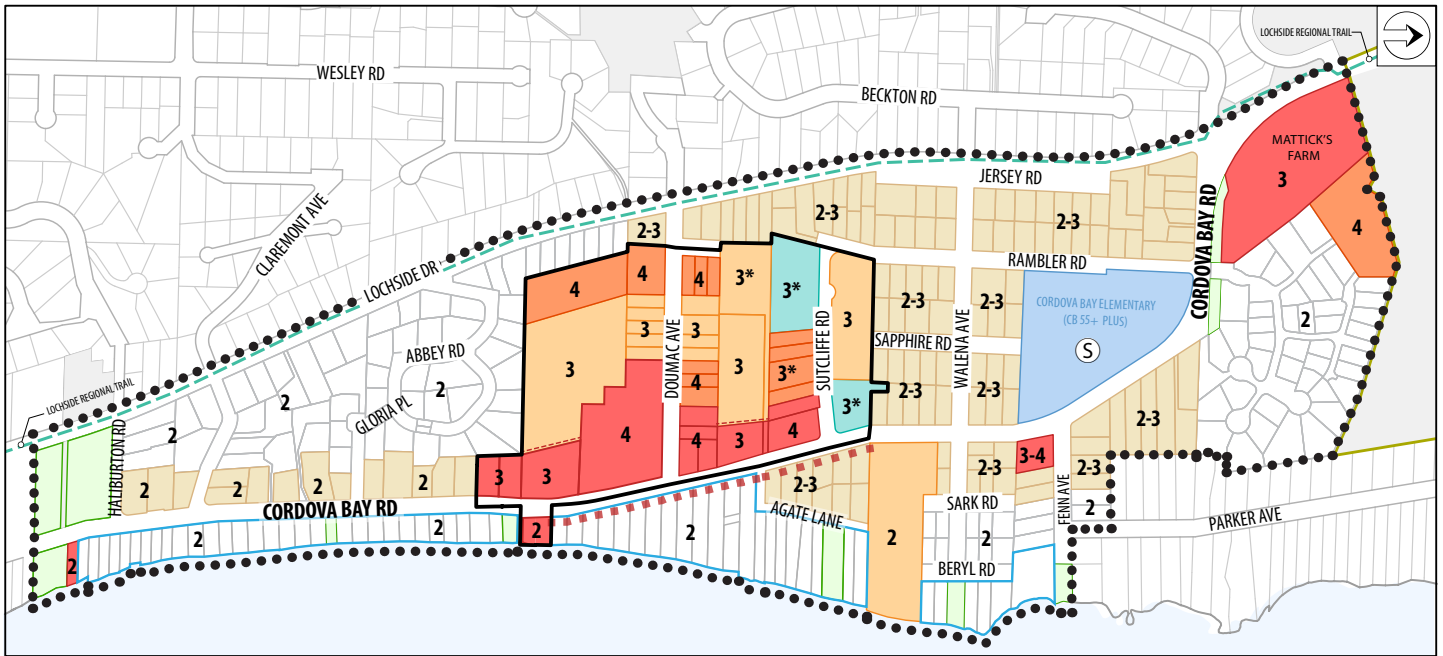 LOCHSIDE REGIONAL TRAIL
WESLEY RD
BECKTON RD
MATTICK'S
FARM
3
JERSEY RD
CLAREMONT AVE
2-3
2-3
2-3
CORDOVA BAY RD
4
LOCHSIDE DR
RAMBLER RD
4
4
4
3*
3*
2-3
2-3
CORDOVA BAY ELEMENTARY
(CB 55+ PLUS)
S
2
3
3
3
3
3
SUTCLIFFE RD
DOUMAC AVE
SAPPHIRE RD
WALENA AVE
ABBEY RD
2
GLORIA PL
2
4
3*
3*
2-3
2-3
LOCHSIDE REGIONAL TRAIL
2
HALIBURTON RD
4
4
3
4
2-3
2-3
3-4
2-3
2
2
2
2
3
3
2-3
CORDOVA BAY RD
AGATE LANE
SARK RD
FENN AVE
2
PARKER AVE
2
2
2
2
2
2
2
BERYL RD